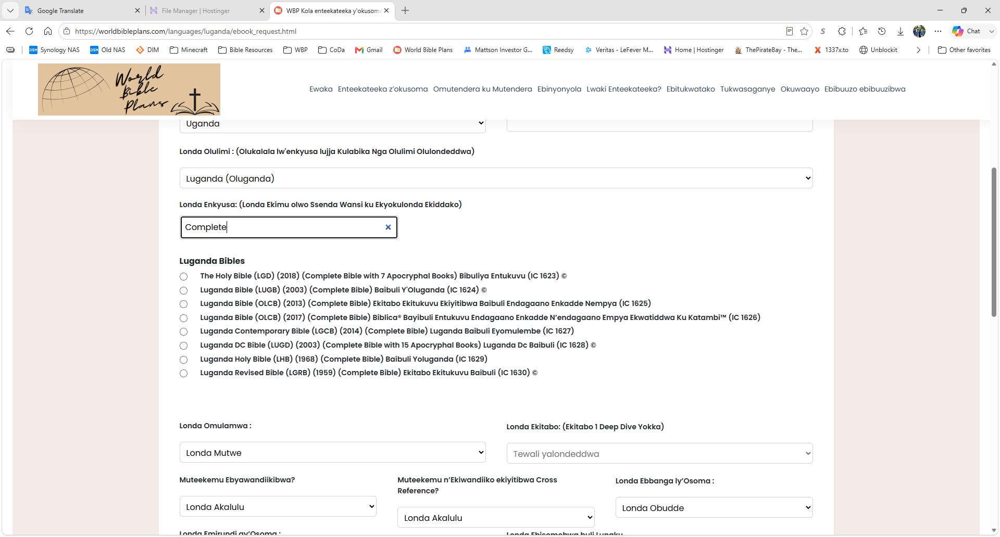 Google Translate
File Manager | Hostinger
WBP Kola enteekateeka y'okusoma
https://worldbibleplans.com/languages/luganda/ebook_request.html
Chat
Synology NAS
Old NAS
DIM
Minecraft
Bible Resources
WBP
CoDa
Gmail
World Bible Plans
Mattson Investor G...
Reedsy
Veritas - LeFever M...
Home | Hostinger
ThePirateBay - The...
1337x.to
Unblockit
Other favorites
World
Bible
Plans
Ewaka
Enteekateeka z’okusoma
Omutendera ku Mutendera
Ebinyonyola
Lwaki Enteekateeka?
Ebitukwatako
Tukwasaganye
Okuwaayo
Ebibuuzo ebibuuzibwa
Uganda
Londa Olulimi : (Olukalala lw'enkyusa lujja Kulabika Nga Olulimi Olulondeddwa)
Luganda (Oluganda)
Londa Enkyusa: (Londa Ekimu olwo Ssenda Wansi ku Ekyokulonda Ekiddako)
Complete
Luganda Bibles
The Holy Bible (LGD) (2018) (Complete Bible with 7 Apocryphal Books) Bibuliya Entukuvu (IC 1623) ©
Luganda Bible (LUGB) (2003) (Complete Bible) Baibuli Y'Oluganda (IC 1624) ©
Luganda Bible (OLCB) (2013) (Complete Bible) Ekitabo Ekitukuvu Ekiyitibwa Baibuli Endagaano Enkadde Nempya (IC 1625)
Luganda Bible (OLCB) (2017) (Complete Bible) Biblica® Bayibuli Entukuvu Endagaano Enkadde N’endagaano Empya Ekwatiddwa Ku Katambi™ (IC 1626)
Luganda Contemporary Bible (LGCB) (2014) (Complete Bible) Luganda Baibuli Eyomulembe (IC 1627)
Luganda DC Bible (LUGD) (2003) (Complete Bible with 15 Apocryphal Books) Luganda Dc Baibuli (IC 1628) ©
Luganda Holy Bible (LHB) (1968) (Complete Bible) Baibuli Yoluganda (IC 1629)
Luganda Revised Bible (LGRB) (1959) (Complete Bible) Ekitabo Ekitukuvu Baibuli (IC 1630) ©
Londa Omulamwa :
Londa Ekitabo: (Ekitabo 1 Deep Dive Yokka)
Londa Mutwe
Tewali yalondeddwa
Muteekemu Ebyawandiikibwa?
Muteekemu n’Ekiwandiiko ekiyitibwa Cross
Reference?
Londa Ebbanga ly’Osoma :
Londa Akalulu
Londa Akalulu
Londa Obudde
Londa Emirundi gy’Osoma :
Londa Ebisomebwa buli Lunaku